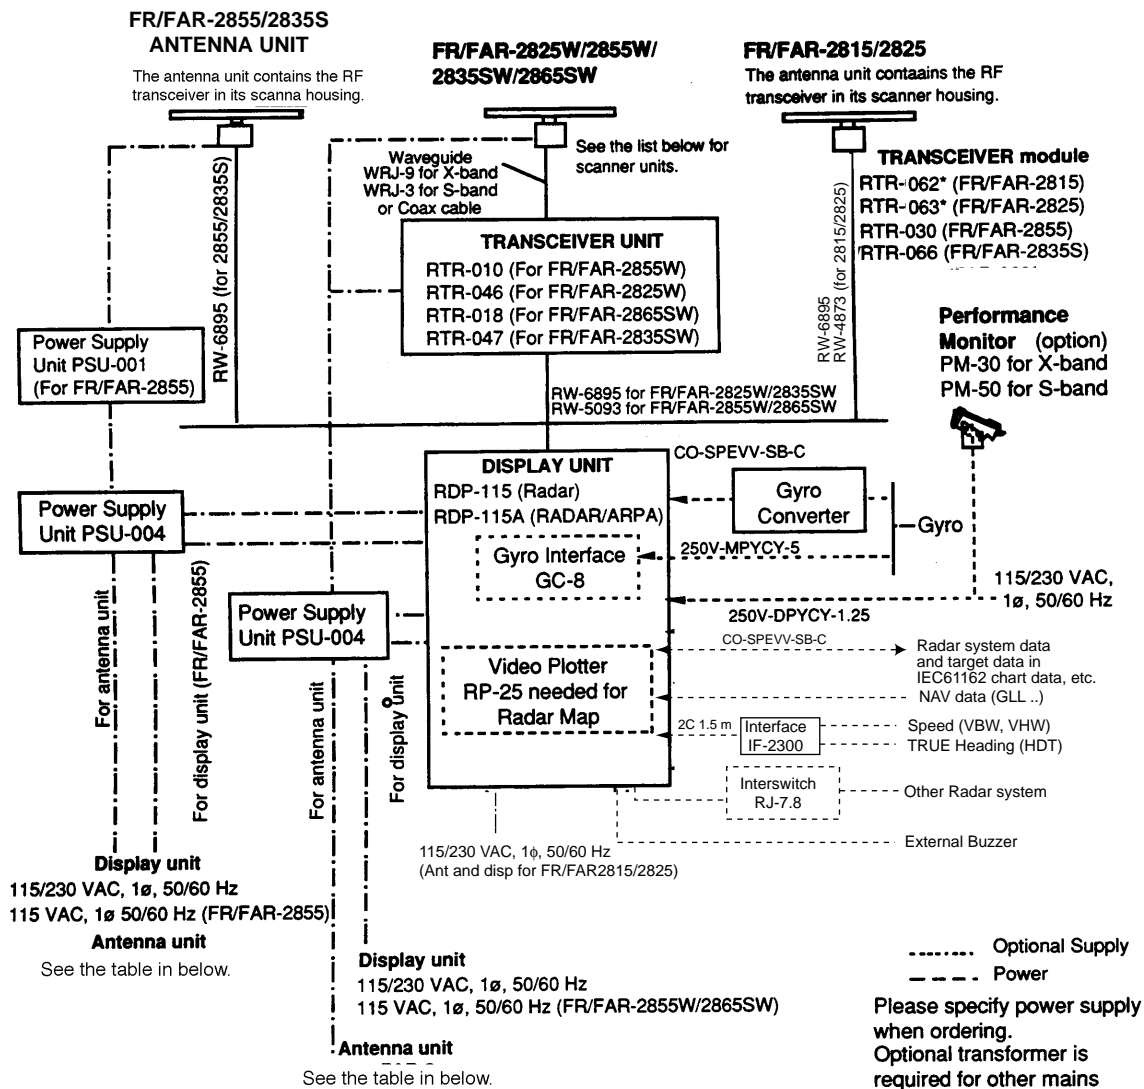 FR/FAR-2855/2835S
ANTENNA UNIT
The antenna unit contains the RF
transceiver in its scanna housing.
FR/FAR-2825W/2855W/
2835SW/2865SW
FR/FAR-2815/2825
The antenna unit contaains the RF
transceiver in its scanner housing.
See the list below for
scanner units.
Waveguide
WRJ-9 for X-band
WRJ-3 for S-band
or Coax cable
TRANSCEIVER module
RTR-062* (FR/FAR-2815)
RTR-063* (FR/FAR-2825)
RTR-030 (FR/FAR-2855)
RTR-066 (FR/FAR-2835S)
RW-6895 (for 2855/2835S)
TRANSCEIVER UNIT
RTR-010 (For FR/FAR-2855W)
RTR-046 (For FR/FAR-2825W)
RTR-018 (For FR/FAR-2865SW)
RTR-047 (For FR/FAR-2835SW)
RW-6895
RW-4873 (for 2815/2825)
Performance
Monitor (option)
PM-30 for X-band
PM-50 for S-band
Power Supply
Unit PSU-001
(For FR/FAR-2855)
RW-6895 for FR/FAR-2825W/2835SW
RW-5093 for FR/FAR-2855W/2865SW
DISPLAY UNIT
RDP-115 (Radar)
RDP-115A (RADAR/ARPA)
CO-SPEVV-SB-C
Gyro
Converter
Gyro
Power Supply
Unit PSU-004
Gyro Interface
GC-8
250V-MPYCY-5
115/230 VAC,
1ø, 50/60 Hz
250V-DPYCY-1.25
Power Supply
Unit PSU-004
For antenna unit
For display unit (FR/FAR-2855)
For antenna unit
For display unit
Video Plotter
RP-25 needed for
Radar Map
CO-SPEVV-SB-C
Radar system data
and target data in
IEC61162 chart data, etc.
NAV data (GLL ..)
2C 1.5 m
Interface
IF-2300
Speed (VBW, VHW)
TRUE Heading (HDT)
Interswitch
RJ-7.8
Other Radar system
External Buzzer
115/230 VAC, 1ϕ, 50/60 Hz
(Ant and disp for FR/FAR2815/2825)
Display unit
115/230 VAC, 1ø, 50/60 Hz
115 VAC, 1ø 50/60 Hz (FR/FAR-2855)
Antenna unit
See the table in below.
Display unit
115/230 VAC, 1ø, 50/60 Hz
115 VAC, 1ø, 50/60 Hz (FR/FAR-2855W/2865SW)
Antenna unit
See the table in below.
Optional Supply
Power
Please specify power supply
when ordering.
Optional transformer is
required for other mains